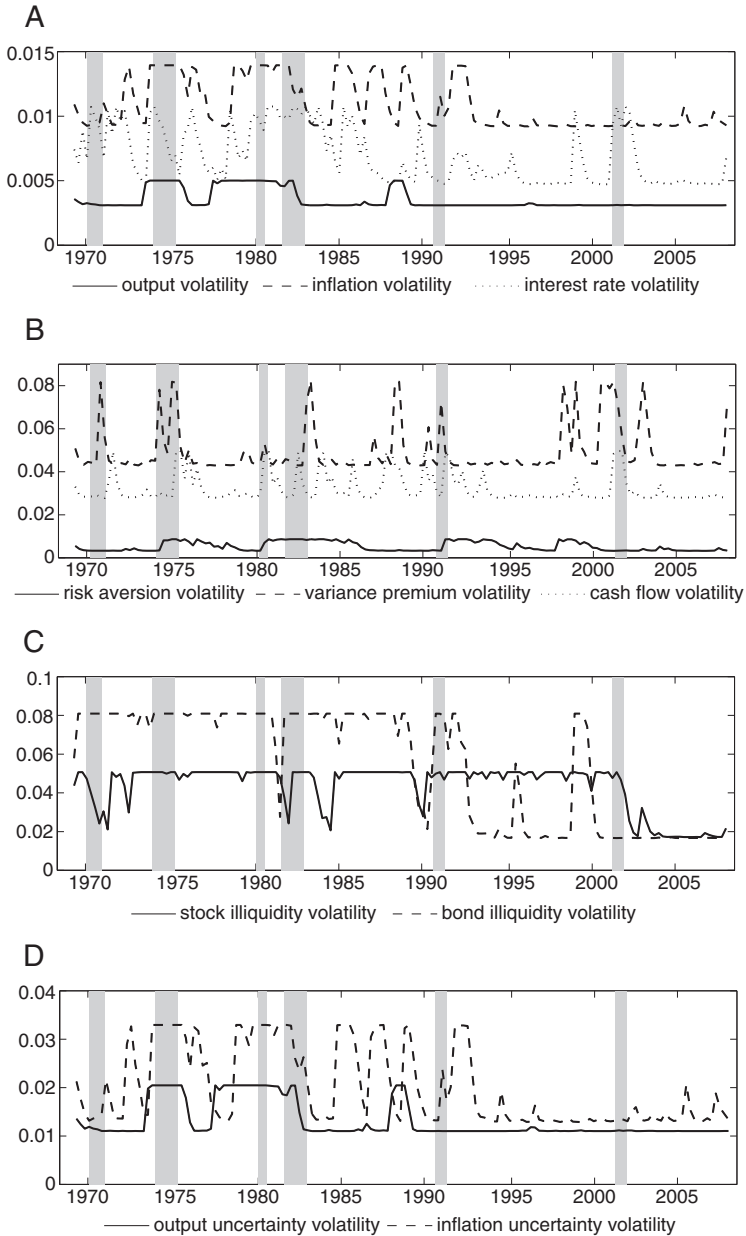 A
0.015
0.01
0.005
0
1970 1975 1980 1985 1990 1995 2000 2005
output volatility inflation volatility interest rate volatility
B
0.08
0.06
0.04
0.02
0
1970 1975 1980 1985 1990 1995 2000 2005
risk aversion volatility variance premium volatility cash flow volatility
C
0.1
0.08
0.06
0.04
0.02
0
1970 1975 1980 1985 1990 1995 2000 2005
stock illiquidity volatility bond illiquidity volatility
D
0.04
0.03
0.02
0.01
0
1970 1975 1980 1985 1990 1995 2000 2005
output uncertainty volatility inflation uncertainty volatility